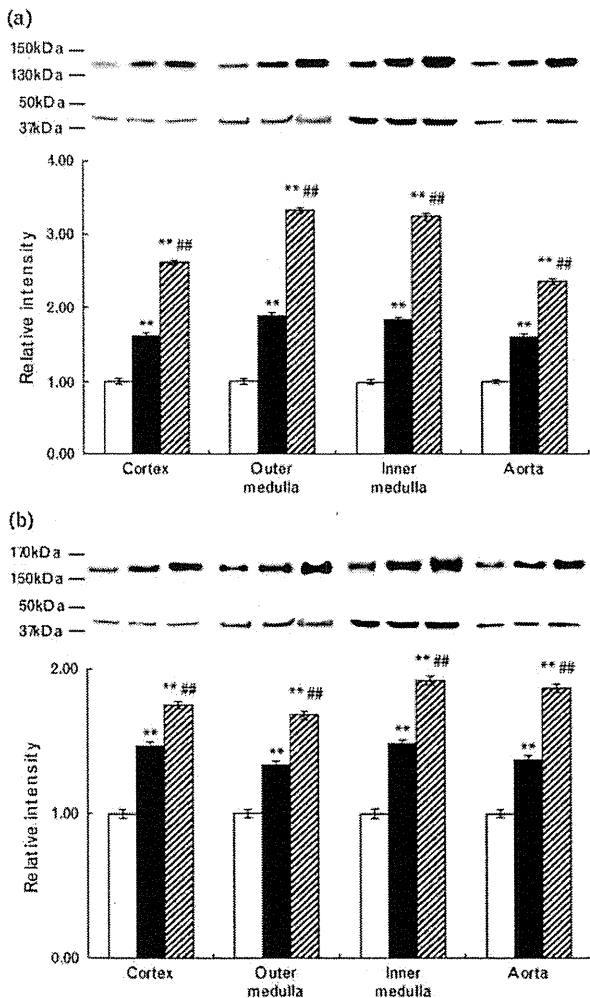 (a)
150kDa
130kDa
50kDa
37kDa
4.00
** ##
** ##
3.00
** ##
** ##
Relative intensity
2.00
**
**
**
**
1.00
0.00
Cortex
Outer
medulla
Inner
medulla
Aorta
(b)
170kDa
150kDa
50kDa
37kDa
2.00
** ##
** ##
** ##
** ##
**
**
**
**
Relative intensity
1.00
0.00
Cortex
Outer
medulla
Inner
medulla
Aorta